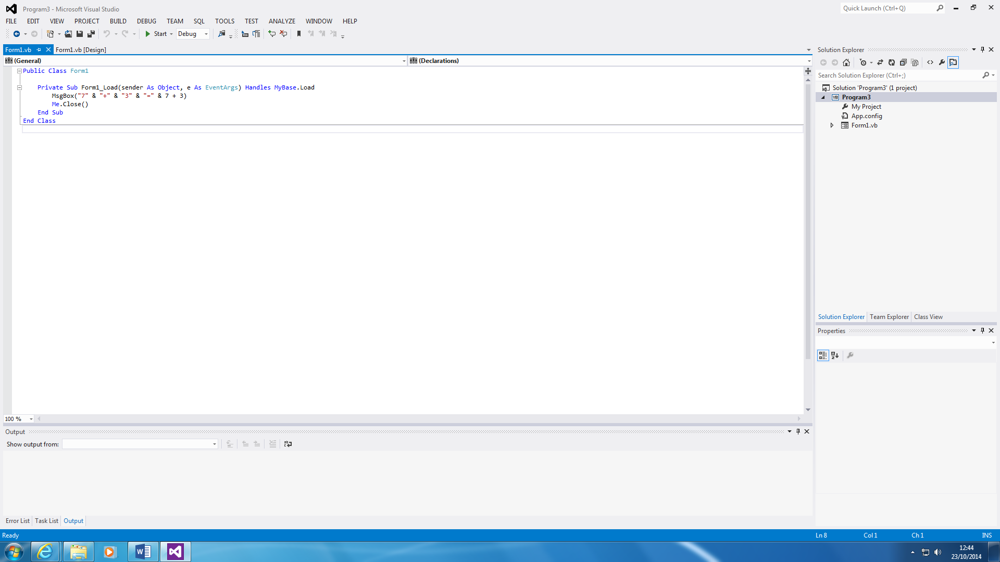 Program3 - Microsoft Visual Studio
Quick Launch (Ctrl+Q)
FILE EDIT VIEW PROJECT BUILD DEBUG TEAM SQL TOOLS TEST ANALYZE WINDOW HELP
Start Debug
Form1.vb Form1.vb [Design]
(General) (Declarations)
Public Class Form1
Private Sub Form1_Load(sender As Object, e As EventArgs) Handles MyBase.Load
MsgBox("7" & "+" & "3" & "=" & 7 + 3)
Me.Close()
End Sub
End Class
100 %
Output
Show output from:
Error List Task List Output
Solution Explorer
Search Solution Explorer (Ctrl+;)
Solution 'Program3' (1 project)
VB Program3
My Project
App.config
Form1.vb
Solution Explorer Team Explorer Class View
Properties
Ready Ln 8 Col 1 Ch 1 INS
12:44
23/10/2014